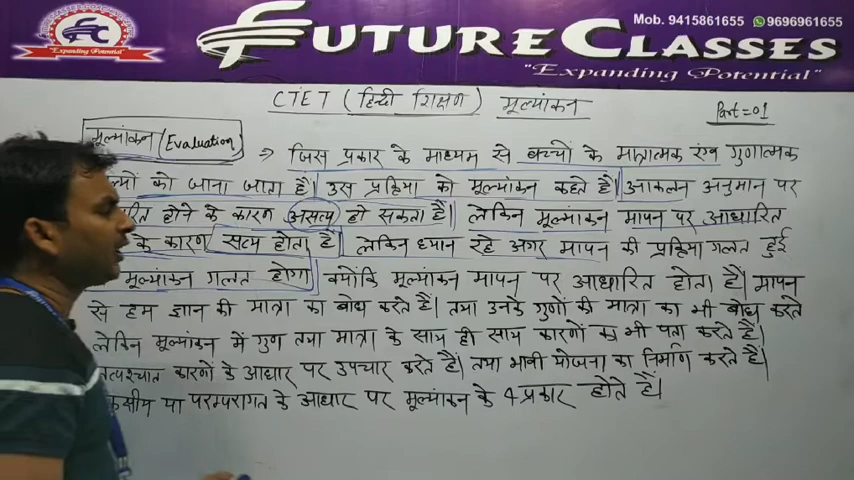 FUTURE CLASSES
Mob. 9415861655 9696961655
"Expanding Potential"
FC
"Expanding Potential"
CTET (हिन्दी शिक्षण) मूल्यांकन
Part=01
मूल्यांकन (Evaluation)
⇒ जिस प्रकार के माध्यम से बच्चों के मात्रात्मक एंव गुणात्मक
को जाना जाता है। उस प्रक्रिया को मूल्यांकन कहते है। आकलन अनुमान पर
होने के कारण असत्य हो सकता है। लेकिन मूल्यांकन मापन पर आधारित
के कारण सत्य होता है। लेकिन ध्यान रहे अगर मापन की प्रक्रिया गलत हुई
मूल्यांकन गलत होगा। क्योंकि मूल्यांकन मापन पर आधारित होता है। मापन
से हम ज्ञान की मात्रा का बोध करते है। तथा उनके गुणों की मात्रा का भी बोध करते
लेकिन मूल्यांकन में गुण तथा मात्रा के साथ ही साथ कारणों का भी पता करते है।
तत्पश्चात कारणों के आधार पर उपचार करते है। तथा भावी योजना का निर्माण करते है।
या परम्परागत के आधार पर मूल्यांकन के 4 प्रकार होते है।